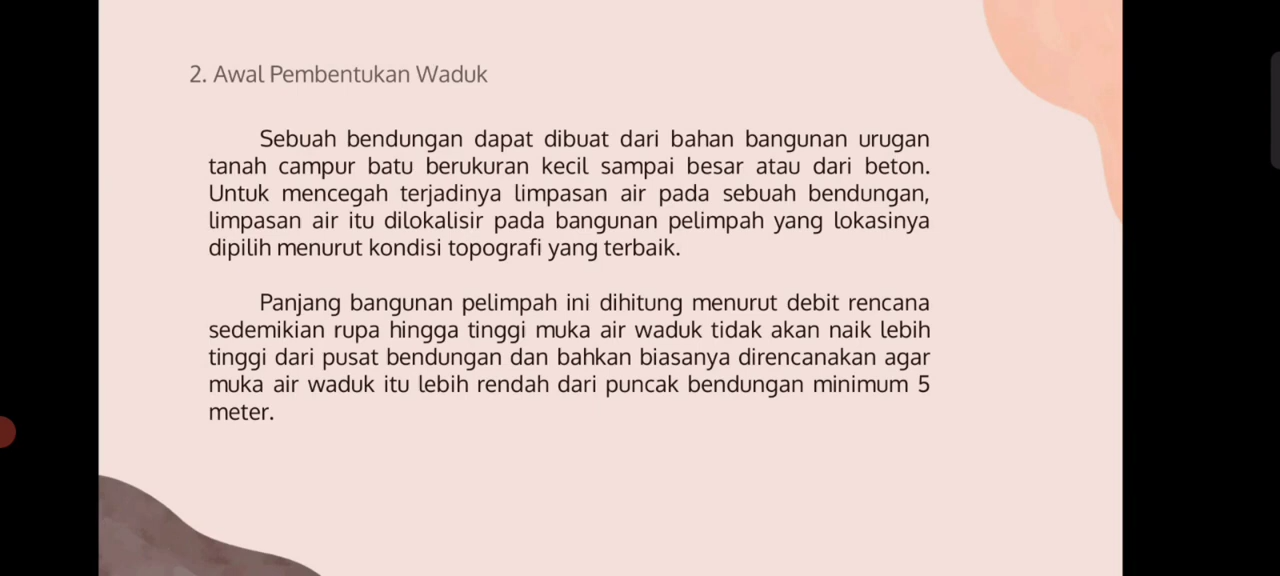 2. Awal Pembentukan Waduk
Sebuah bendungan dapat dibuat dari bahan bangunan urugan
tanah campur batu berukuran kecil sampai besar atau dari beton.
Untuk mencegah terjadinya limpasan air pada sebuah bendungan,
limpasan air itu dilokalisir pada bangunan pelimpah yang lokasinya
dipilih menurut kondisi topografi yang terbaik.
Panjang bangunan pelimpah ini dihitung menurut debit rencana
sedemikian rupa hingga tinggi muka air waduk tidak akan naik lebih
tinggi dari pusat bendungan dan bahkan biasanya direncanakan agar
muka air waduk itu lebih rendah dari puncak bendungan minimum 5
meter.